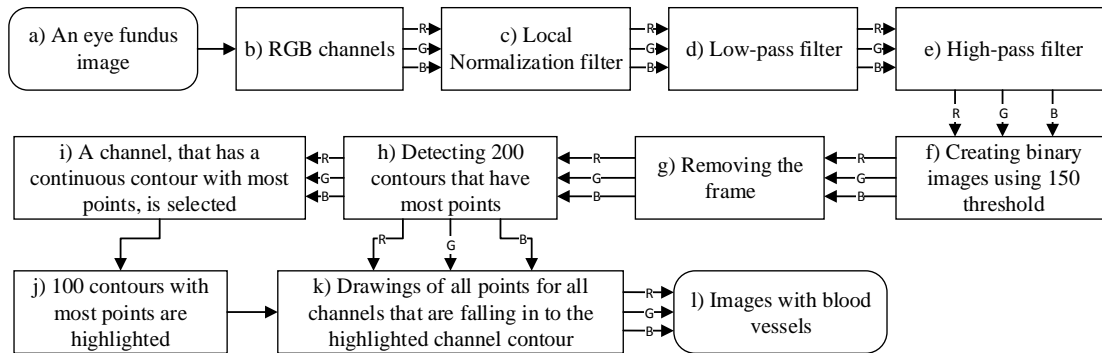 a) An eye fundus
image
R
G
B
b) RGB channels
R
G
B
c) Local
Normalization filter
R
G
B
d) Low-pass filter
R
G
B
e) High-pass filter
R
G
B
f) Creating binary
images using 150
threshold
R
G
B
g) Removing the
frame
R
G
B
h) Detecting 200
contours that have
most points
R
G
B
i) A channel, that has a
continuous contour with most
points, is selected
R
G
B
j) 100 contours with
most points are
highlighted
k) Drawings of all points for all
channels that are falling in to the
highlighted channel contour
R
G
B
l) Images with blood
vessels